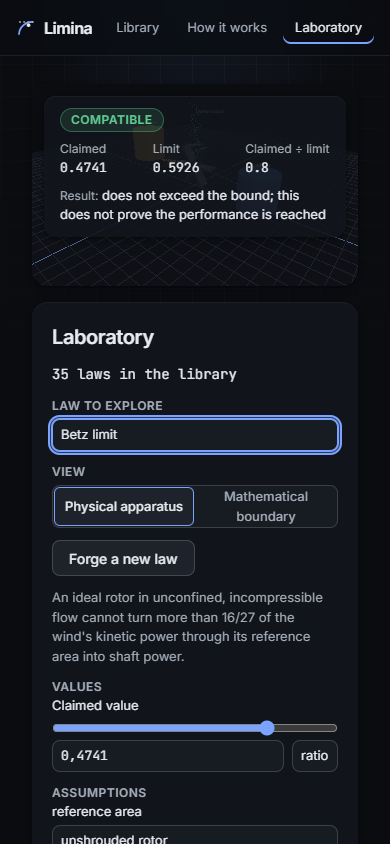 Limina
Library
How it works
Laboratory
COMPATIBLE
Claimed
Limit
Claimed ÷ limit
0.4741
0.5926
0.8
Result: does not exceed the bound; this
does not prove the performance is reached
Laboratory
35 laws in the library
LAW TO EXPLORE
Betz limit
VIEW
Physical apparatus
Mathematical
boundary
Forge a new law
An ideal rotor in unconfined, incompressible
flow cannot turn more than 16/27 of the
wind's kinetic power through its reference
area into shaft power.
VALUES
Claimed value
0,4741
ratio
ASSUMPTIONS
reference area
unshrouded rotor